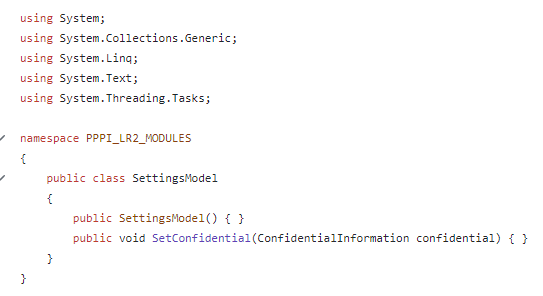 using System;
using System.Collections.Generic;
using System.Linq;
using System.Text;
using System.Threading.Tasks;
namespace PPPI_LR2_MODULES
{
public class SettingsModel
{
public SettingsModel() { }
public void SetConfidential(ConfidentialInformation confidential) { }
}
}